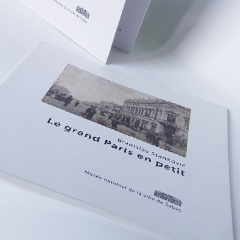 Branislav Stanković
Le grand Paris en petit
Musée national de la ville de Šabac